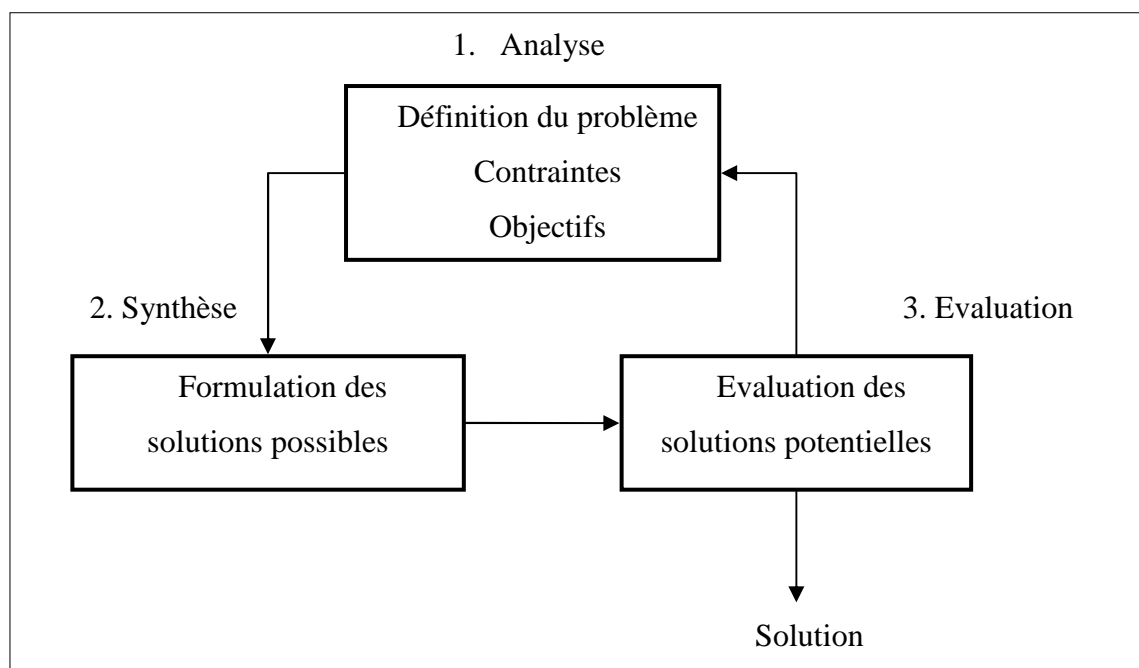 1. Analyse
Définition du problème
Contraintes
Objectifs
2. Synthèse
3. Evaluation
Formulation des
solutions possibles
Evaluation des
solutions potentielles
Solution